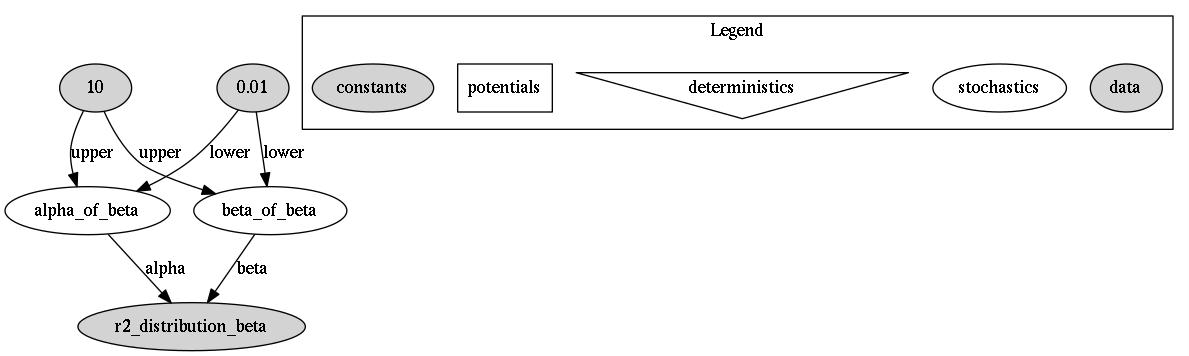 Legend
10
0.01
constants
potentials
deterministics
stochastics
data
upper
upper
lower
lower
alpha_of_beta
beta_of_beta
alpha
beta
r2_distribution_beta